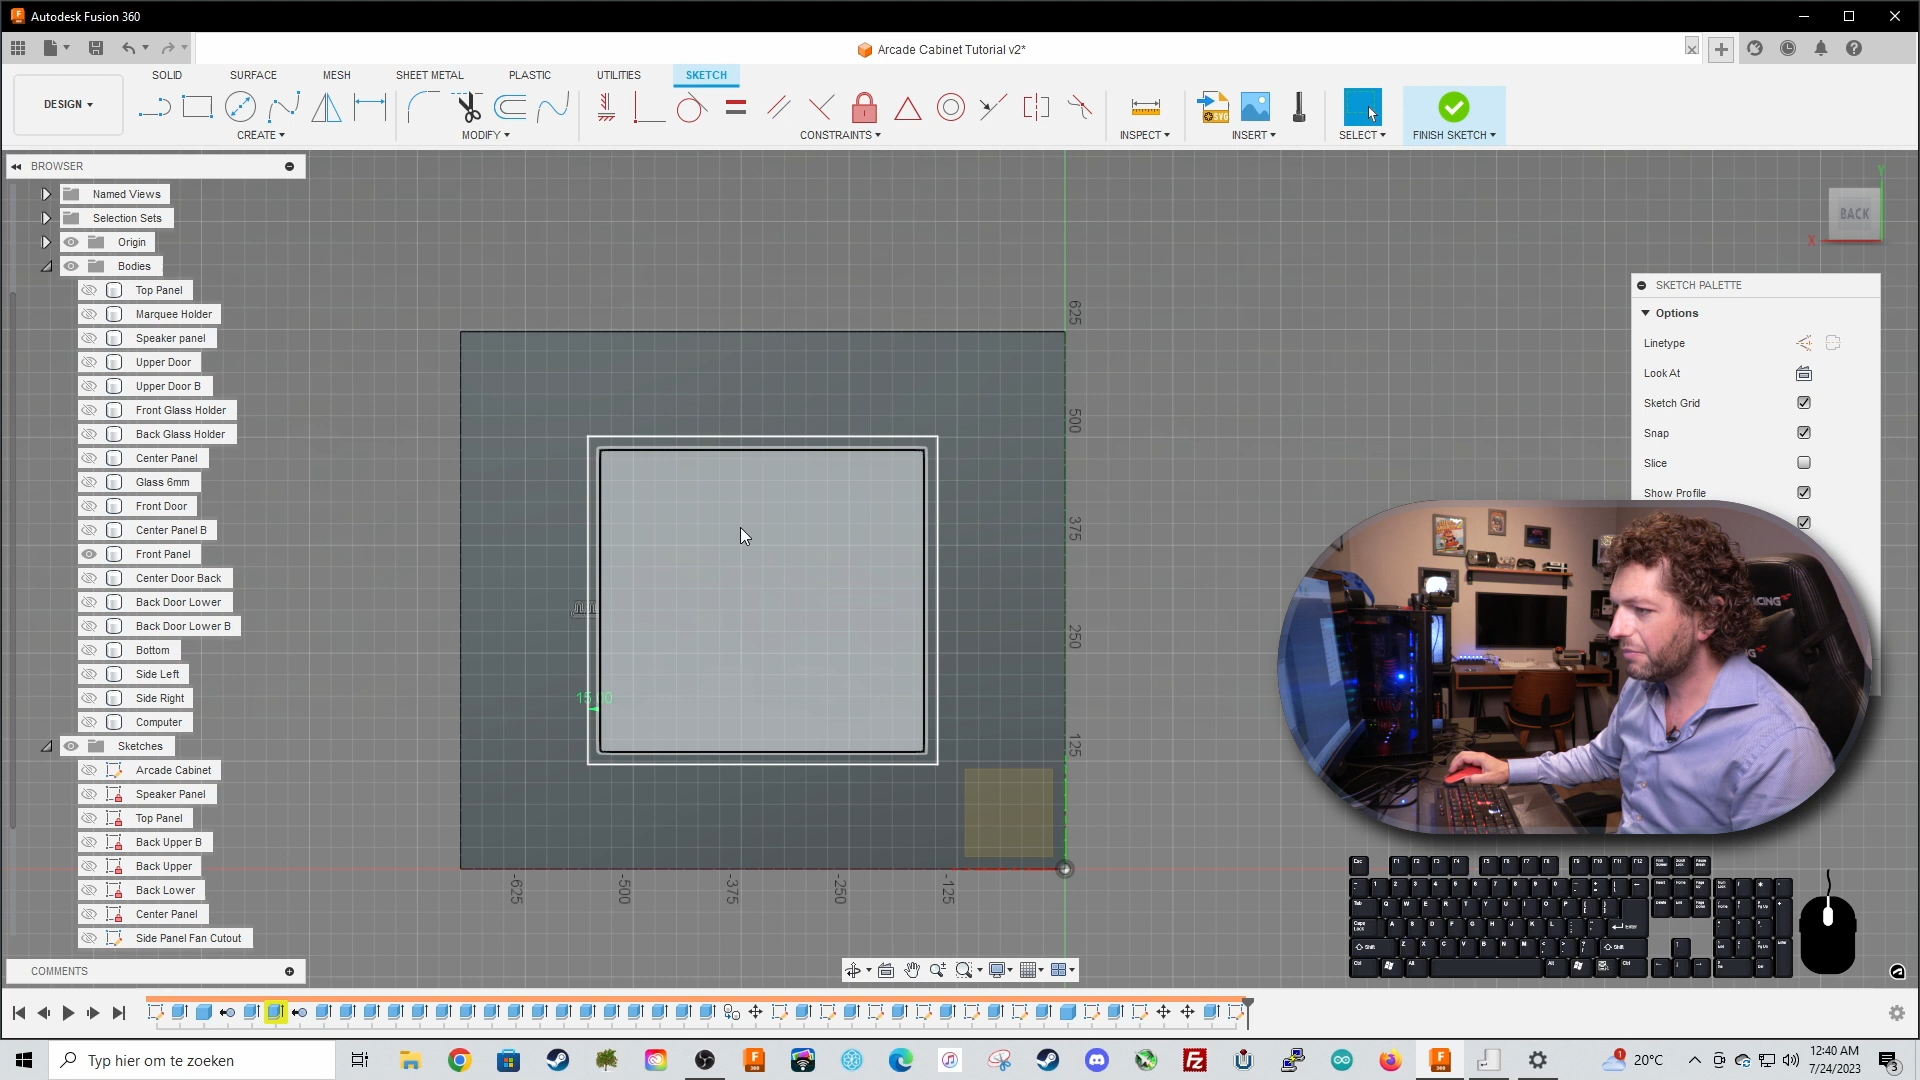 Autodesk Fusion 360
Arcade Cabinet Tutorial v2*
DESIGN
SOLID
SURFACE
MESH
SHEET METAL
PLASTIC
UTILITIES
SKETCH
CREATE
MODIFY
CONSTRAINTS
INSPECT
INSERT
SELECT
FINISH SKETCH
BROWSER
Named Views
Selection Sets
Origin
Bodies
Top Panel
Marquee Holder
Speaker panel
Upper Door
Upper Door B
Front Glass Holder
Back Glass Holder
Center Panel
Glass 6mm
Front Door
Center Panel B
Front Panel
Center Door Back
Back Door Lower
Back Door Lower B
Bottom
Side Left
Side Right
Computer
Sketches
Arcade Cabinet
Speaker Panel
Top Panel
Back Upper B
Back Upper
Back Lower
Center Panel
Side Panel Fan Cutout
COMMENTS
625
500
375
250
125
-625
-500
-375
-250
-125
15.00
BACK
X
Y
SKETCH PALETTE
Options
Linetype
Look At
Sketch Grid
Snap
Slice
Show Profile
Typ hier om te zoeken
20°C
12:40 AM
7/24/2023